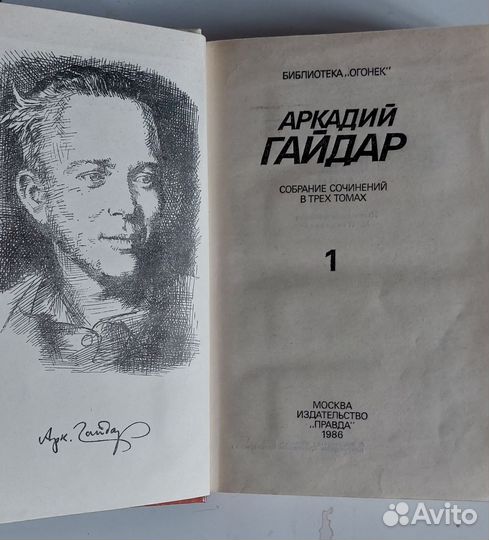 Арк. Гайдар
БИБЛИОТЕКА „ОГОНЕК"
АРКАДИЙ
ГАЙДАР
СОБРАНИЕ СОЧИНЕНИЙ
В ТРЕХ ТОМАХ
1
МОСКВА
ИЗДАТЕЛЬСТВО
„ПРАВДА"
1986
Avito